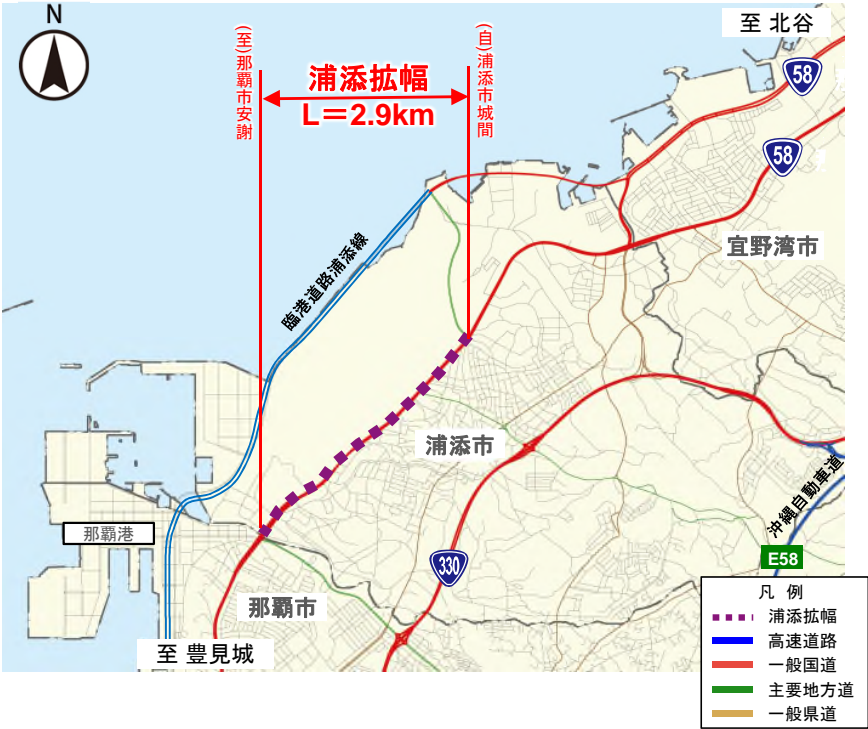 N
至 北谷
(至)那覇市安謝
浦添拡幅
L=2.9km
(自)浦添市城間
58
58
宜野湾市
臨港道路浦添線
浦添市
沖縄自動車道
那覇港
E58
330
那覇市
至 豊見城
凡 例
浦添拡幅
高速道路
一般国道
主要地方道
一般県道